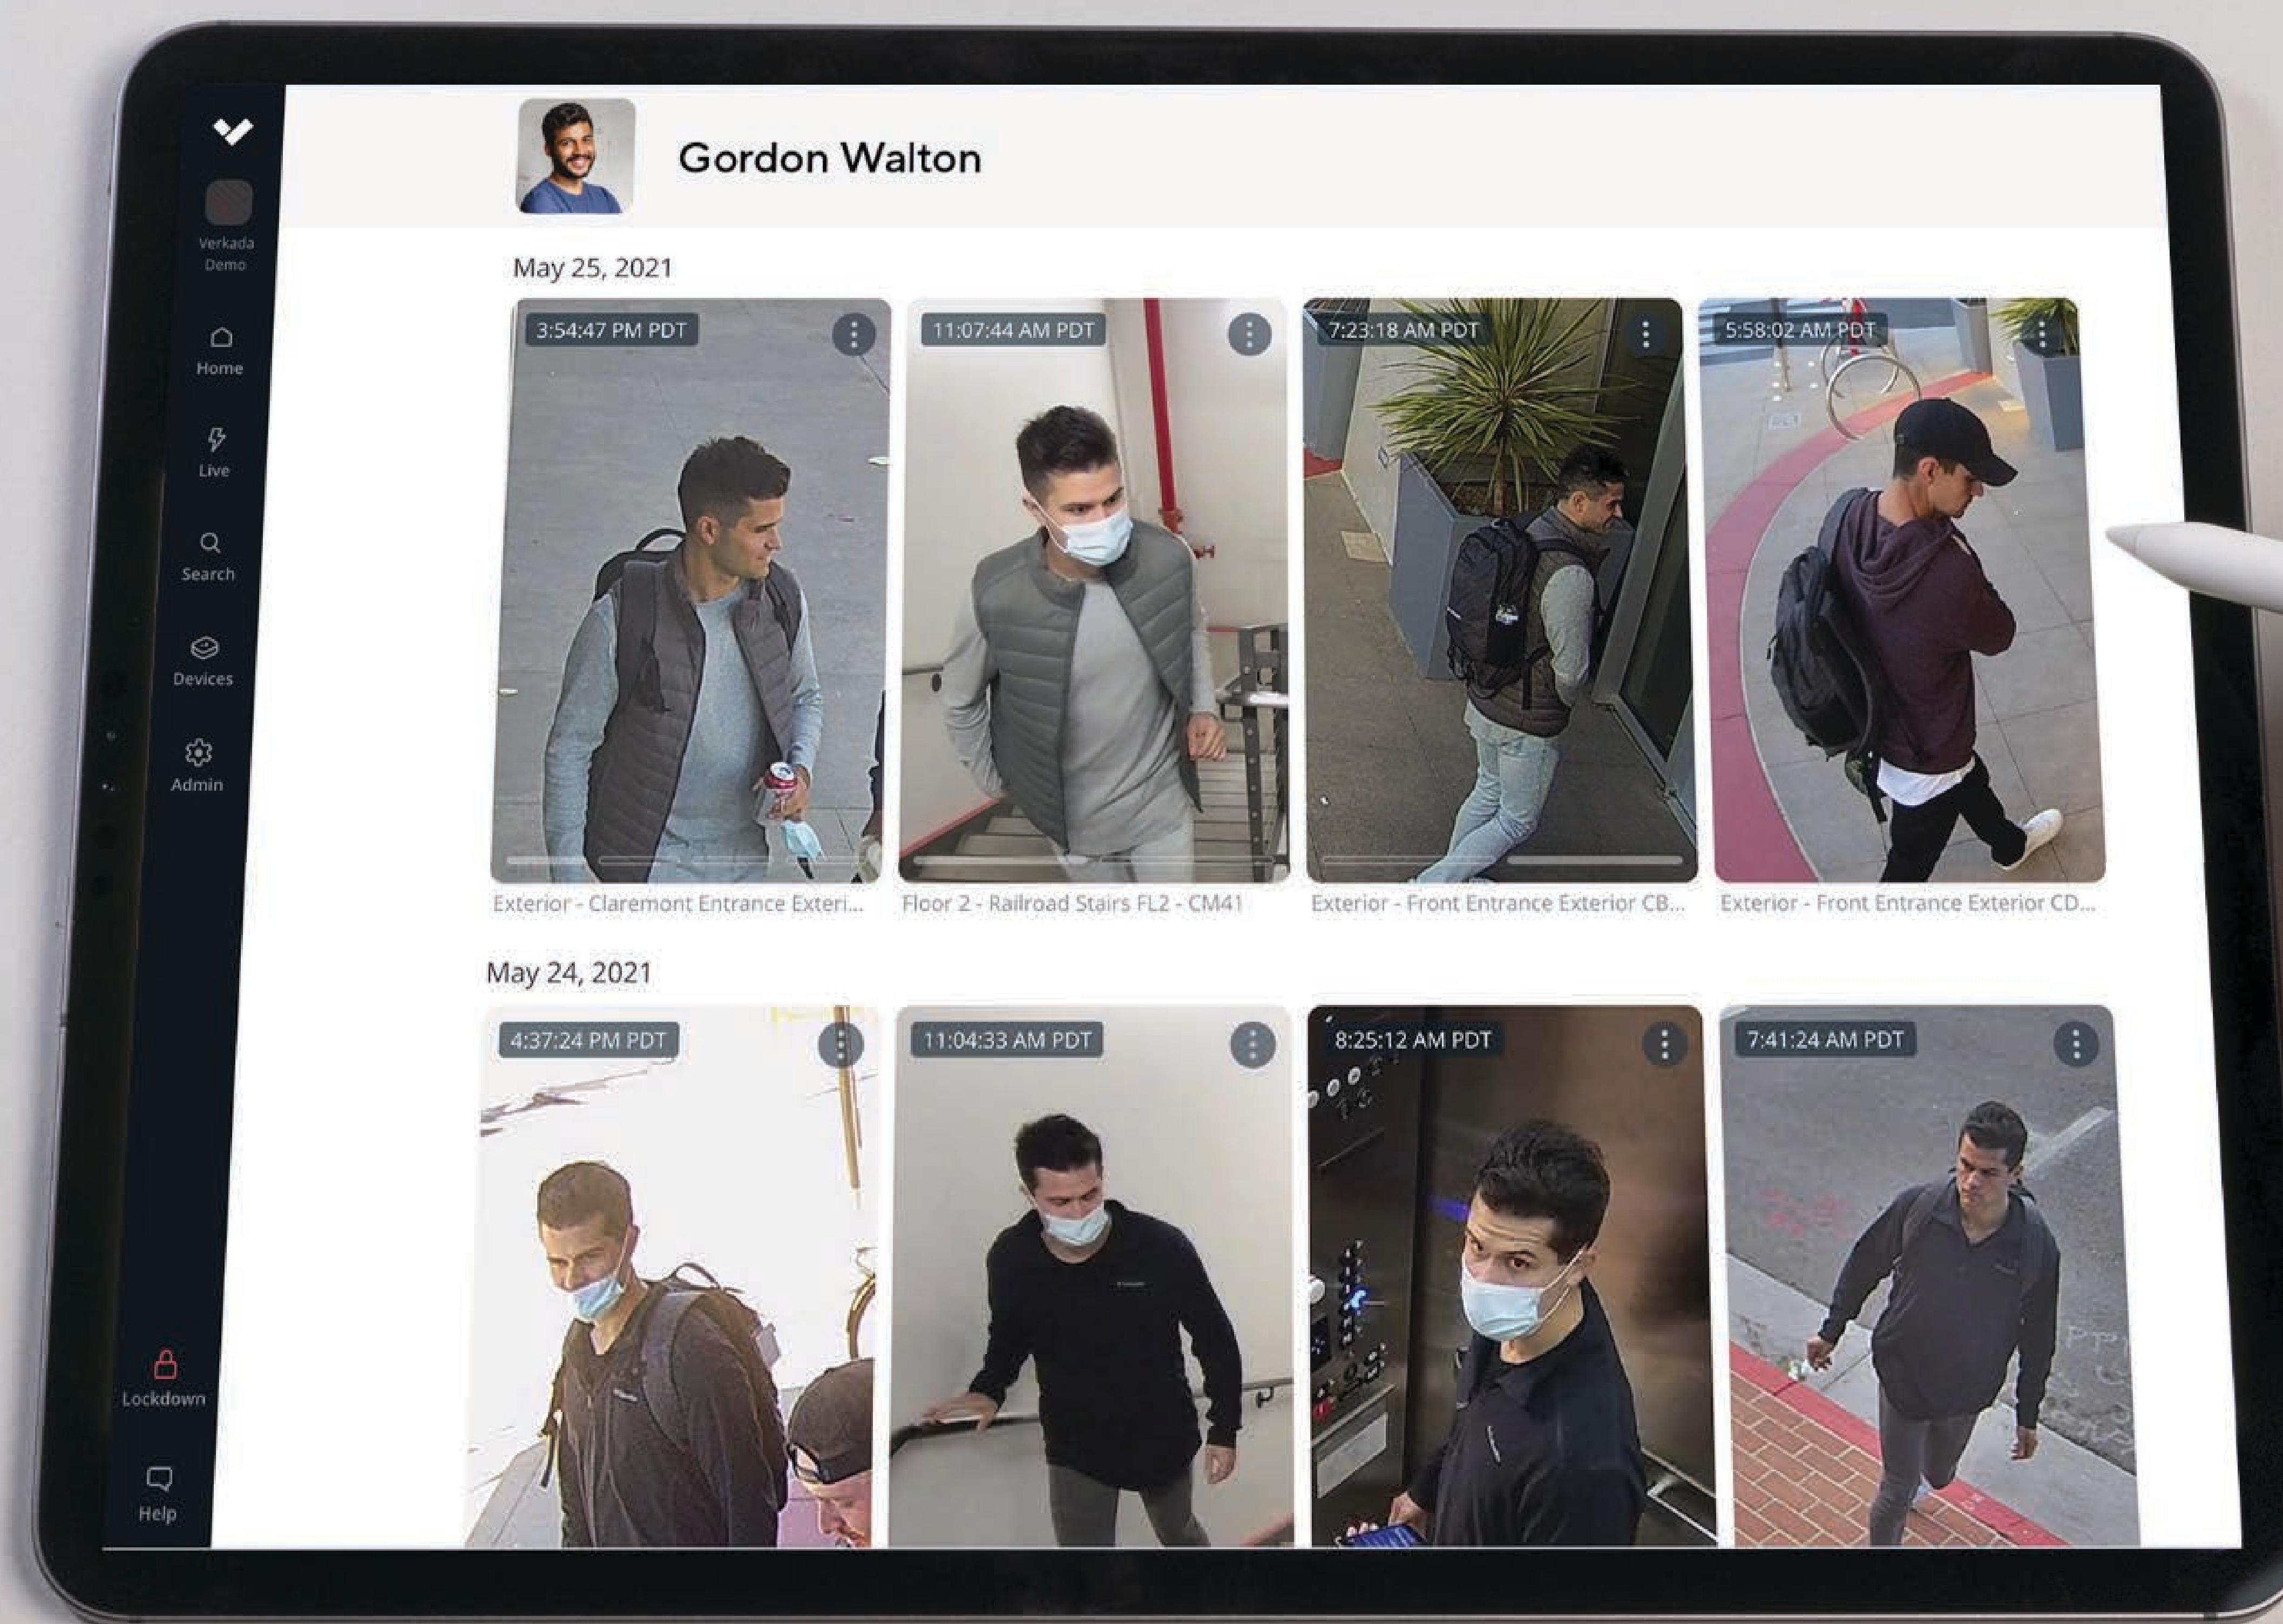 Gordon Walton
Verkada
Demo
Home
Live
Search
Devices
Admin
Lockdown
Help
May 25, 2021
3:54:47 PM PDT
11:07:44 AM PDT
7:23:18 AM PDT
5:58:02 AM PDT
Exterior - Claremont Entrance Exteri...
Floor 2 - Railroad Stairs FL2 - CM41
Exterior - Front Entrance Exterior CB...
Exterior - Front Entrance Exterior CD...
May 24, 2021
4:37:24 PM PDT
11:04:33 AM PDT
8:25:12 AM PDT
7:41:24 AM PDT